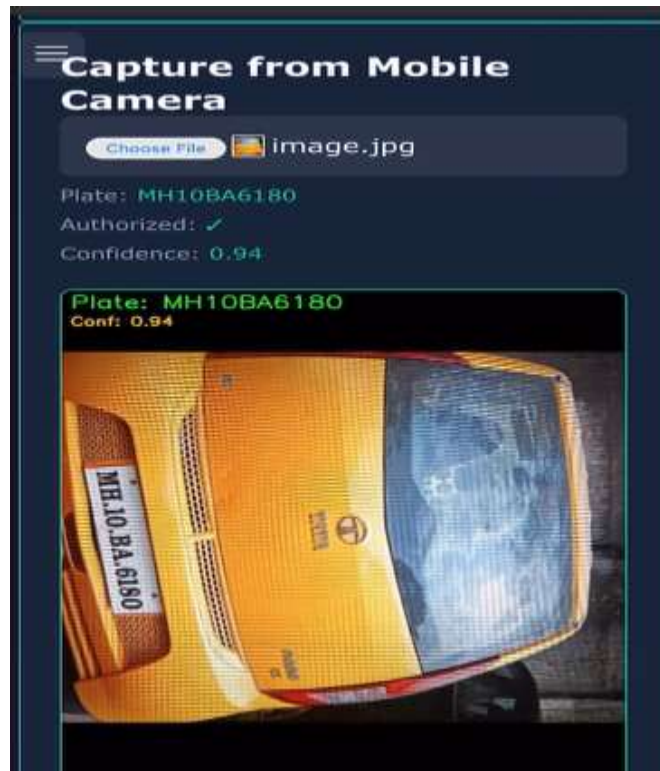 Capture from Mobile
Camera
Choose File image.jpg
Plate: MH10BA6180
Authorized: ✓
Confidence: 0.94
Plate: MH10BA6180
Conf: 0.94
MH.10.BA.6180
TATA